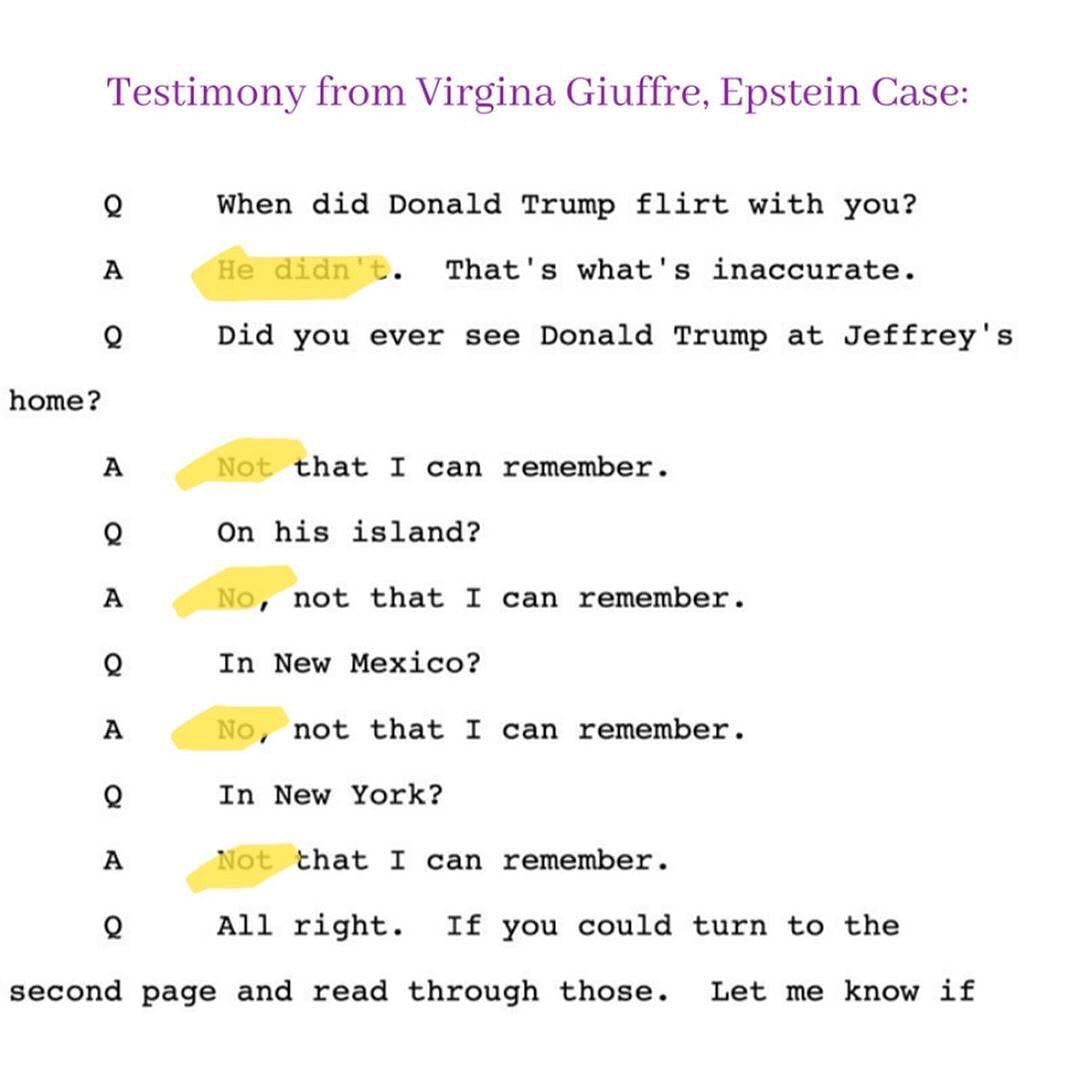 Testimony from Virgina Giuffre, Epstein Case:
Q When did Donald Trump flirt with you?
A He didn't. That's what's inaccurate.
Q Did you ever see Donald Trump at Jeffrey's
home?
A Not that I can remember.
Q On his island?
A No, not that I can remember.
Q In New Mexico?
A No, not that I can remember.
Q In New York?
A Not that I can remember.
Q All right. If you could turn to the
second page and read through those. Let me know if